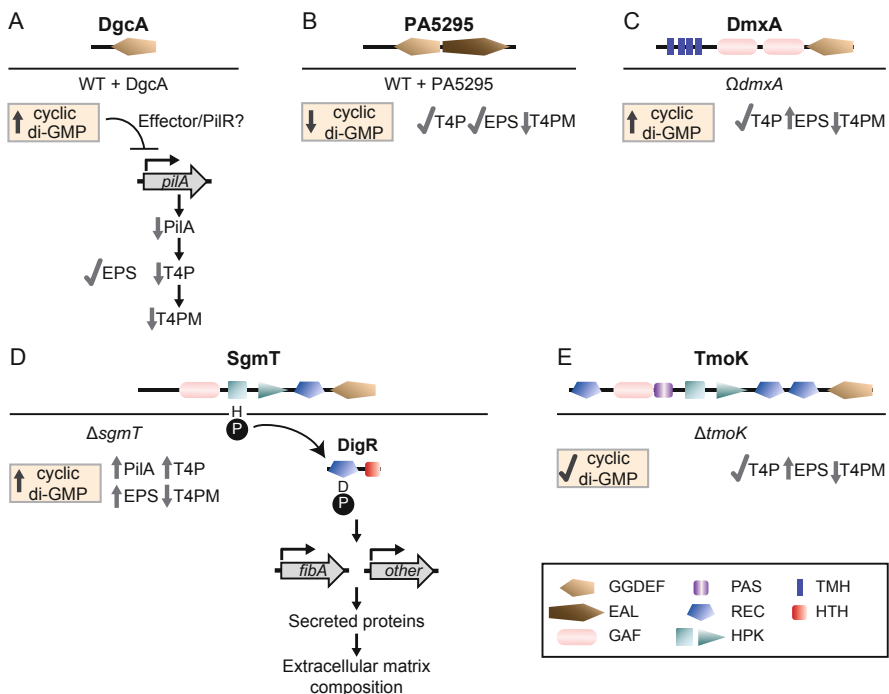 A
DgcA
WT + DgcA
cyclic
di-GMP
Effector/PilR?
pilA
PilA
EPS
T4P
T4PM
B
PA5295
WT + PA5295
cyclic
di-GMP
T4P EPS T4PM
C
DmxA
ΩdmxA
cyclic
di-GMP
T4P EPS T4PM
D
SgmT
H
P
ΔsgmT
cyclic
di-GMP
PilA T4P
EPS T4PM
DigR
D
P
fibA
other
Secreted proteins
Extracellular matrix
composition
E
TmoK
ΔtmoK
cyclic
di-GMP
T4P EPS T4PM
GGDEF PAS TMH
EAL REC HTH
GAF HPK